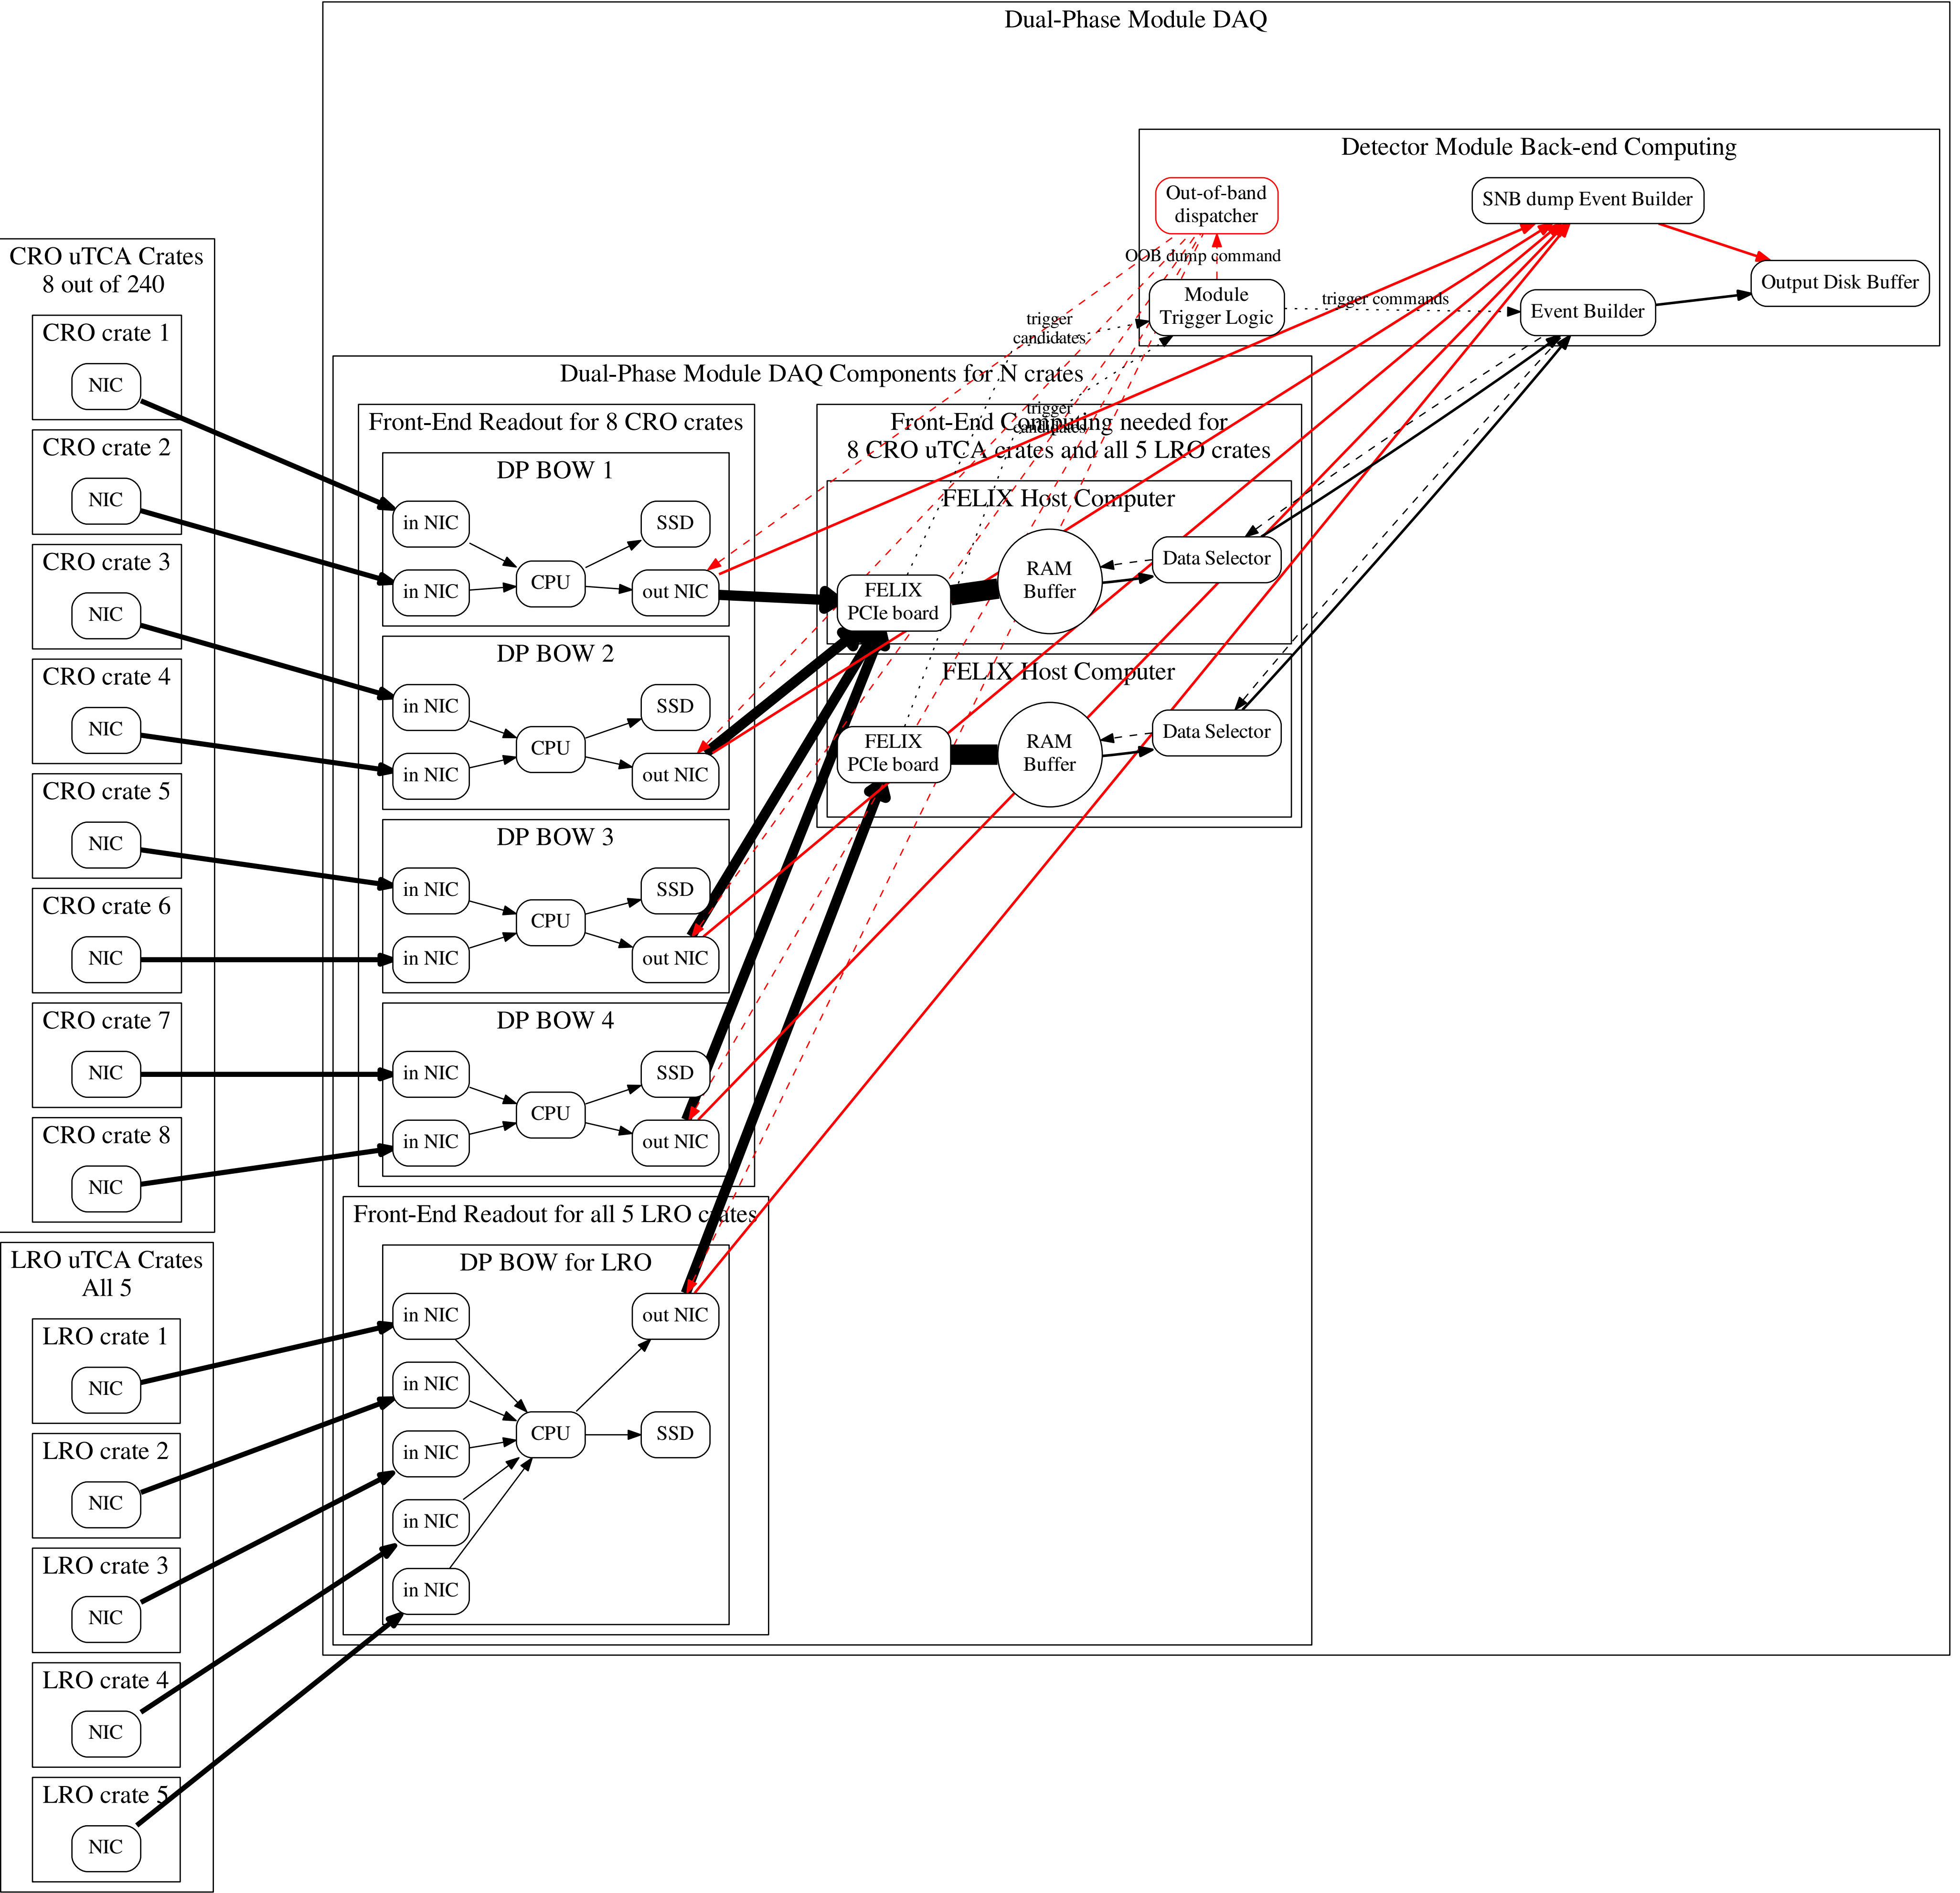 Dual-Phase Module DAQ
Detector Module Back-end Computing
Out-of-band
dispatcher
SNB dump Event Builder
OOB dump command
Output Disk Buffer
Module
Trigger Logic
trigger commands
Event Builder
trigger
candidates
CRO uTCA Crates
8 out of 240
CRO crate 1
NIC
CRO crate 2
NIC
CRO crate 3
NIC
CRO crate 4
NIC
CRO crate 5
NIC
CRO crate 6
NIC
CRO crate 7
NIC
CRO crate 8
NIC
LRO uTCA Crates
All 5
LRO crate 1
NIC
LRO crate 2
NIC
LRO crate 3
NIC
LRO crate 4
NIC
LRO crate 5
NIC
Dual-Phase Module DAQ Components for N crates
Front-End Readout for 8 CRO crates
DP BOW 1
in NIC
in NIC
CPU
SSD
out NIC
DP BOW 2
in NIC
in NIC
CPU
SSD
out NIC
DP BOW 3
in NIC
in NIC
CPU
SSD
out NIC
DP BOW 4
in NIC
in NIC
CPU
SSD
out NIC
Front-End Readout for all 5 LRO crates
DP BOW for LRO
in NIC
in NIC
in NIC
in NIC
in NIC
CPU
out NIC
SSD
trigger
candidates
Front-End Computing needed for
8 CRO uTCA crates and all 5 LRO crates
FELIX Host Computer
FELIX
PCIe board
RAM
Buffer
Data Selector
FELIX Host Computer
FELIX
PCIe board
RAM
Buffer
Data Selector